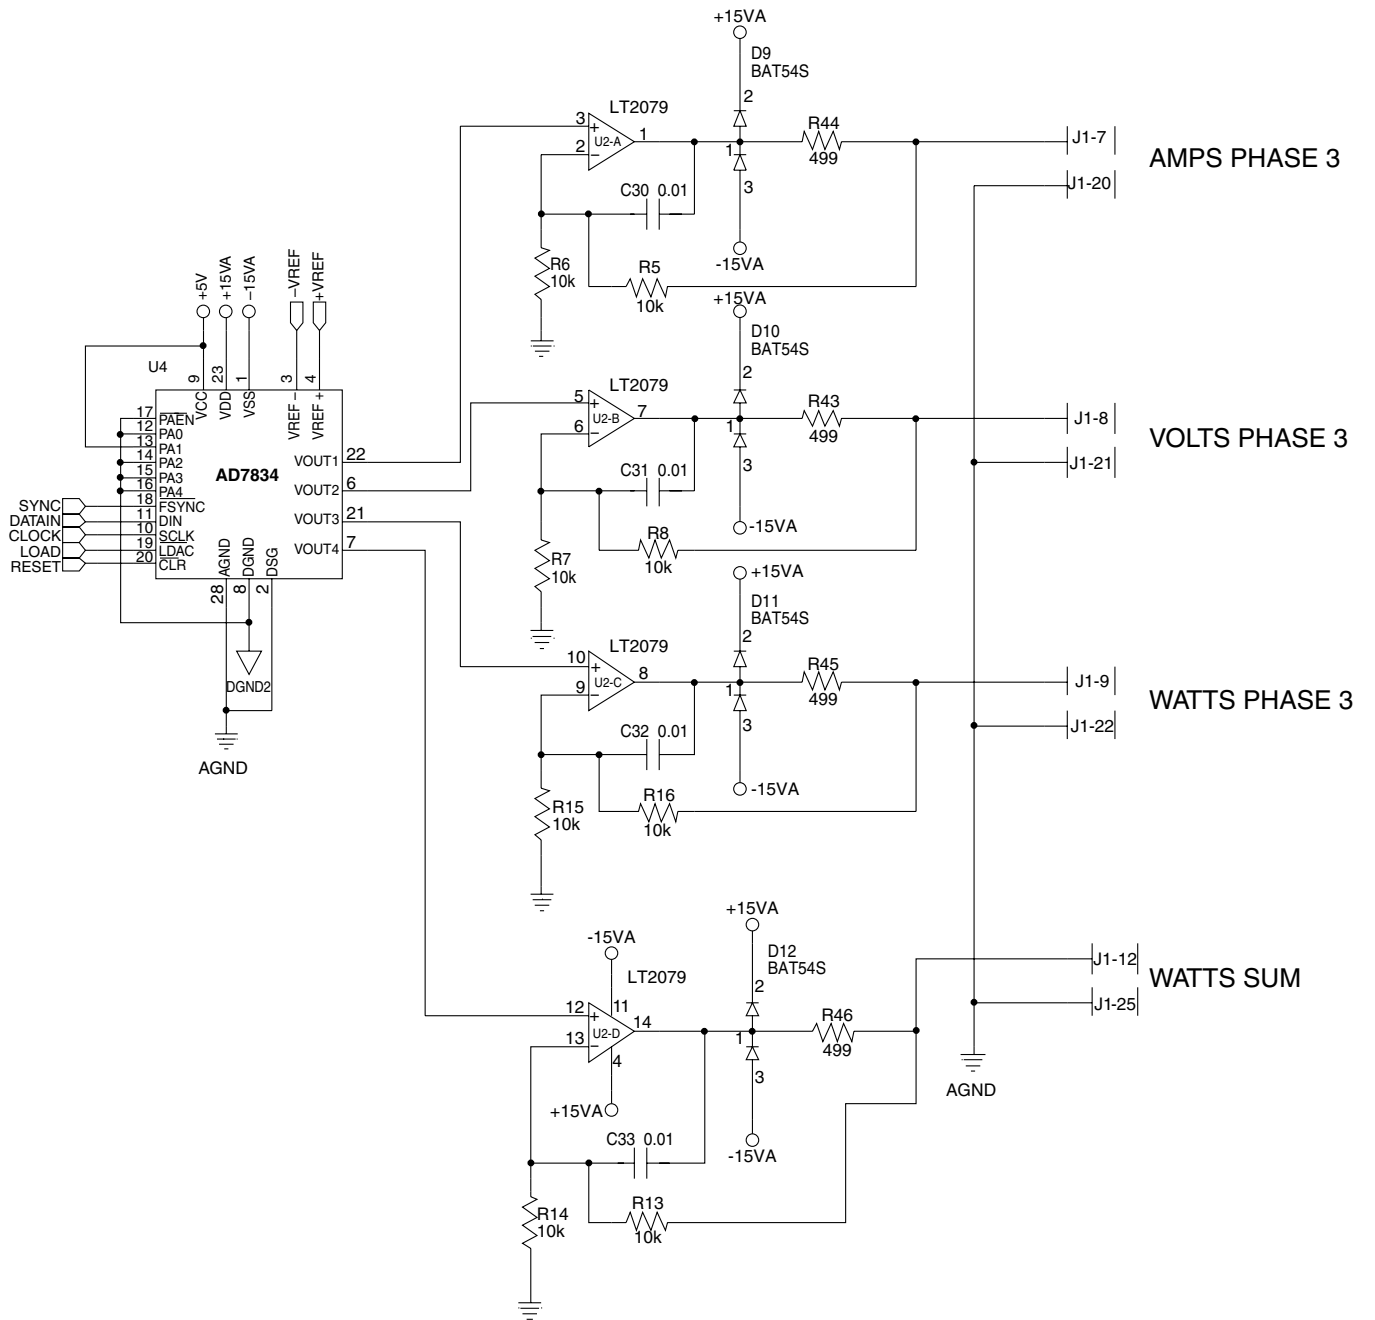 +15VA
D9
BAT54S
2
LT2079
3
+
U2-A
1
2
−
1
R44
499
J1-7
AMPS PHASE 3
3
J1-20
C30 0.01
-15VA
R6
10k
R5
10k
+5V
+15VA
−15VA
−VREF
+VREF
+15VA
D10
BAT54S
2
U4
9
23
1
3
4
VCC
VDD
VSS
VREF −
VREF +
LT2079
5
+
U2-B
7
6
−
1
R43
499
J1-8
VOLTS PHASE 3
3
J1-21
17
PAEN
12
PA0
13
PA1
14
PA2
15
PA3
16
PA4
SYNC
18
FSYNC
DATAIN
11
DIN
CLOCK
10
SCLK
LOAD
19
LDAC
RESET
20
CLR
AD7834
VOUT1
22
VOUT2
6
VOUT3
21
VOUT4
7
AGND
DGND
DSG
28
8
2
DGND2
AGND
C31 0.01
-15VA
R7
10k
R8
10k
+15VA
D11
BAT54S
2
LT2079
10
+
U2-C
8
9
−
1
R45
499
J1-9
WATTS PHASE 3
3
J1-22
C32 0.01
-15VA
R15
10k
R16
10k
+15VA
D12
BAT54S
2
-15VA
LT2079
11
12
+
U2-D
14
13
−
4
1
R46
499
J1-12
WATTS SUM
J1-25
3
AGND
+15VA
-15VA
C33 0.01
R14
10k
R13
10k